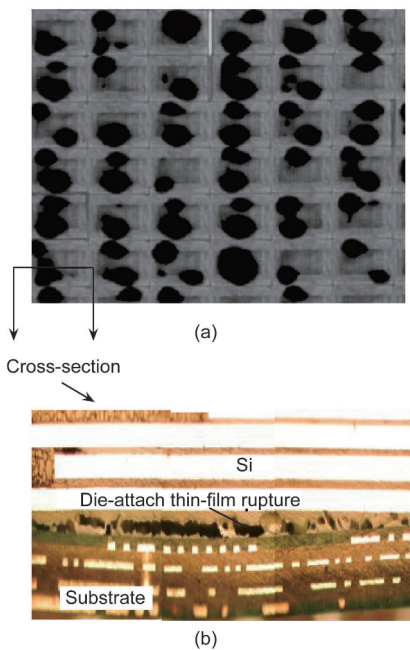 (a)
Cross-section
Si
Die-attach thin-film rupture
Substrate
(b)